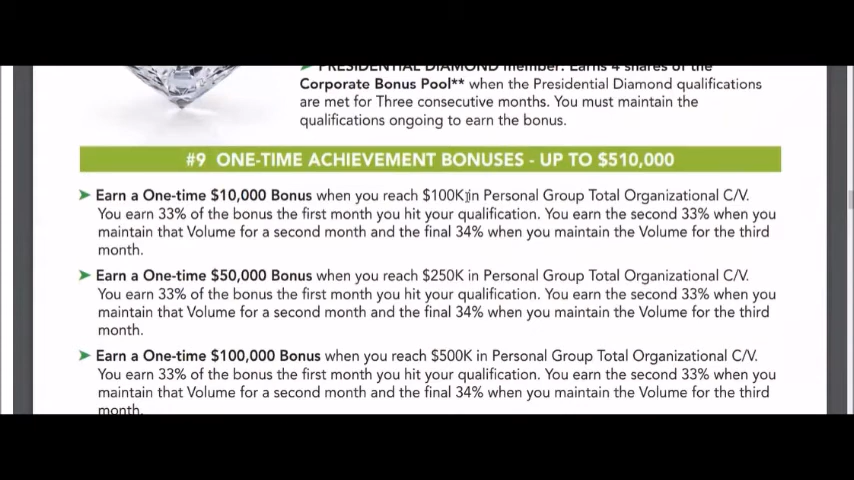 PRESIDENTIAL DIAMOND member: Earns 4 shares of the
Corporate Bonus Pool** when the Presidential Diamond qualifications
are met for Three consecutive months. You must maintain the
qualifications ongoing to earn the bonus.
#9 ONE-TIME ACHIEVEMENT BONUSES - UP TO $510,000
➤ Earn a One-time $10,000 Bonus when you reach $100K in Personal Group Total Organizational C/V.
You earn 33% of the bonus the first month you hit your qualification. You earn the second 33% when you
maintain that Volume for a second month and the final 34% when you maintain the Volume for the third
month.
➤ Earn a One-time $50,000 Bonus when you reach $250K in Personal Group Total Organizational C/V.
You earn 33% of the bonus the first month you hit your qualification. You earn the second 33% when you
maintain that Volume for a second month and the final 34% when you maintain the Volume for the third
month.
➤ Earn a One-time $100,000 Bonus when you reach $500K in Personal Group Total Organizational C/V.
You earn 33% of the bonus the first month you hit your qualification. You earn the second 33% when you
maintain that Volume for a second month and the final 34% when you maintain the Volume for the third
month.